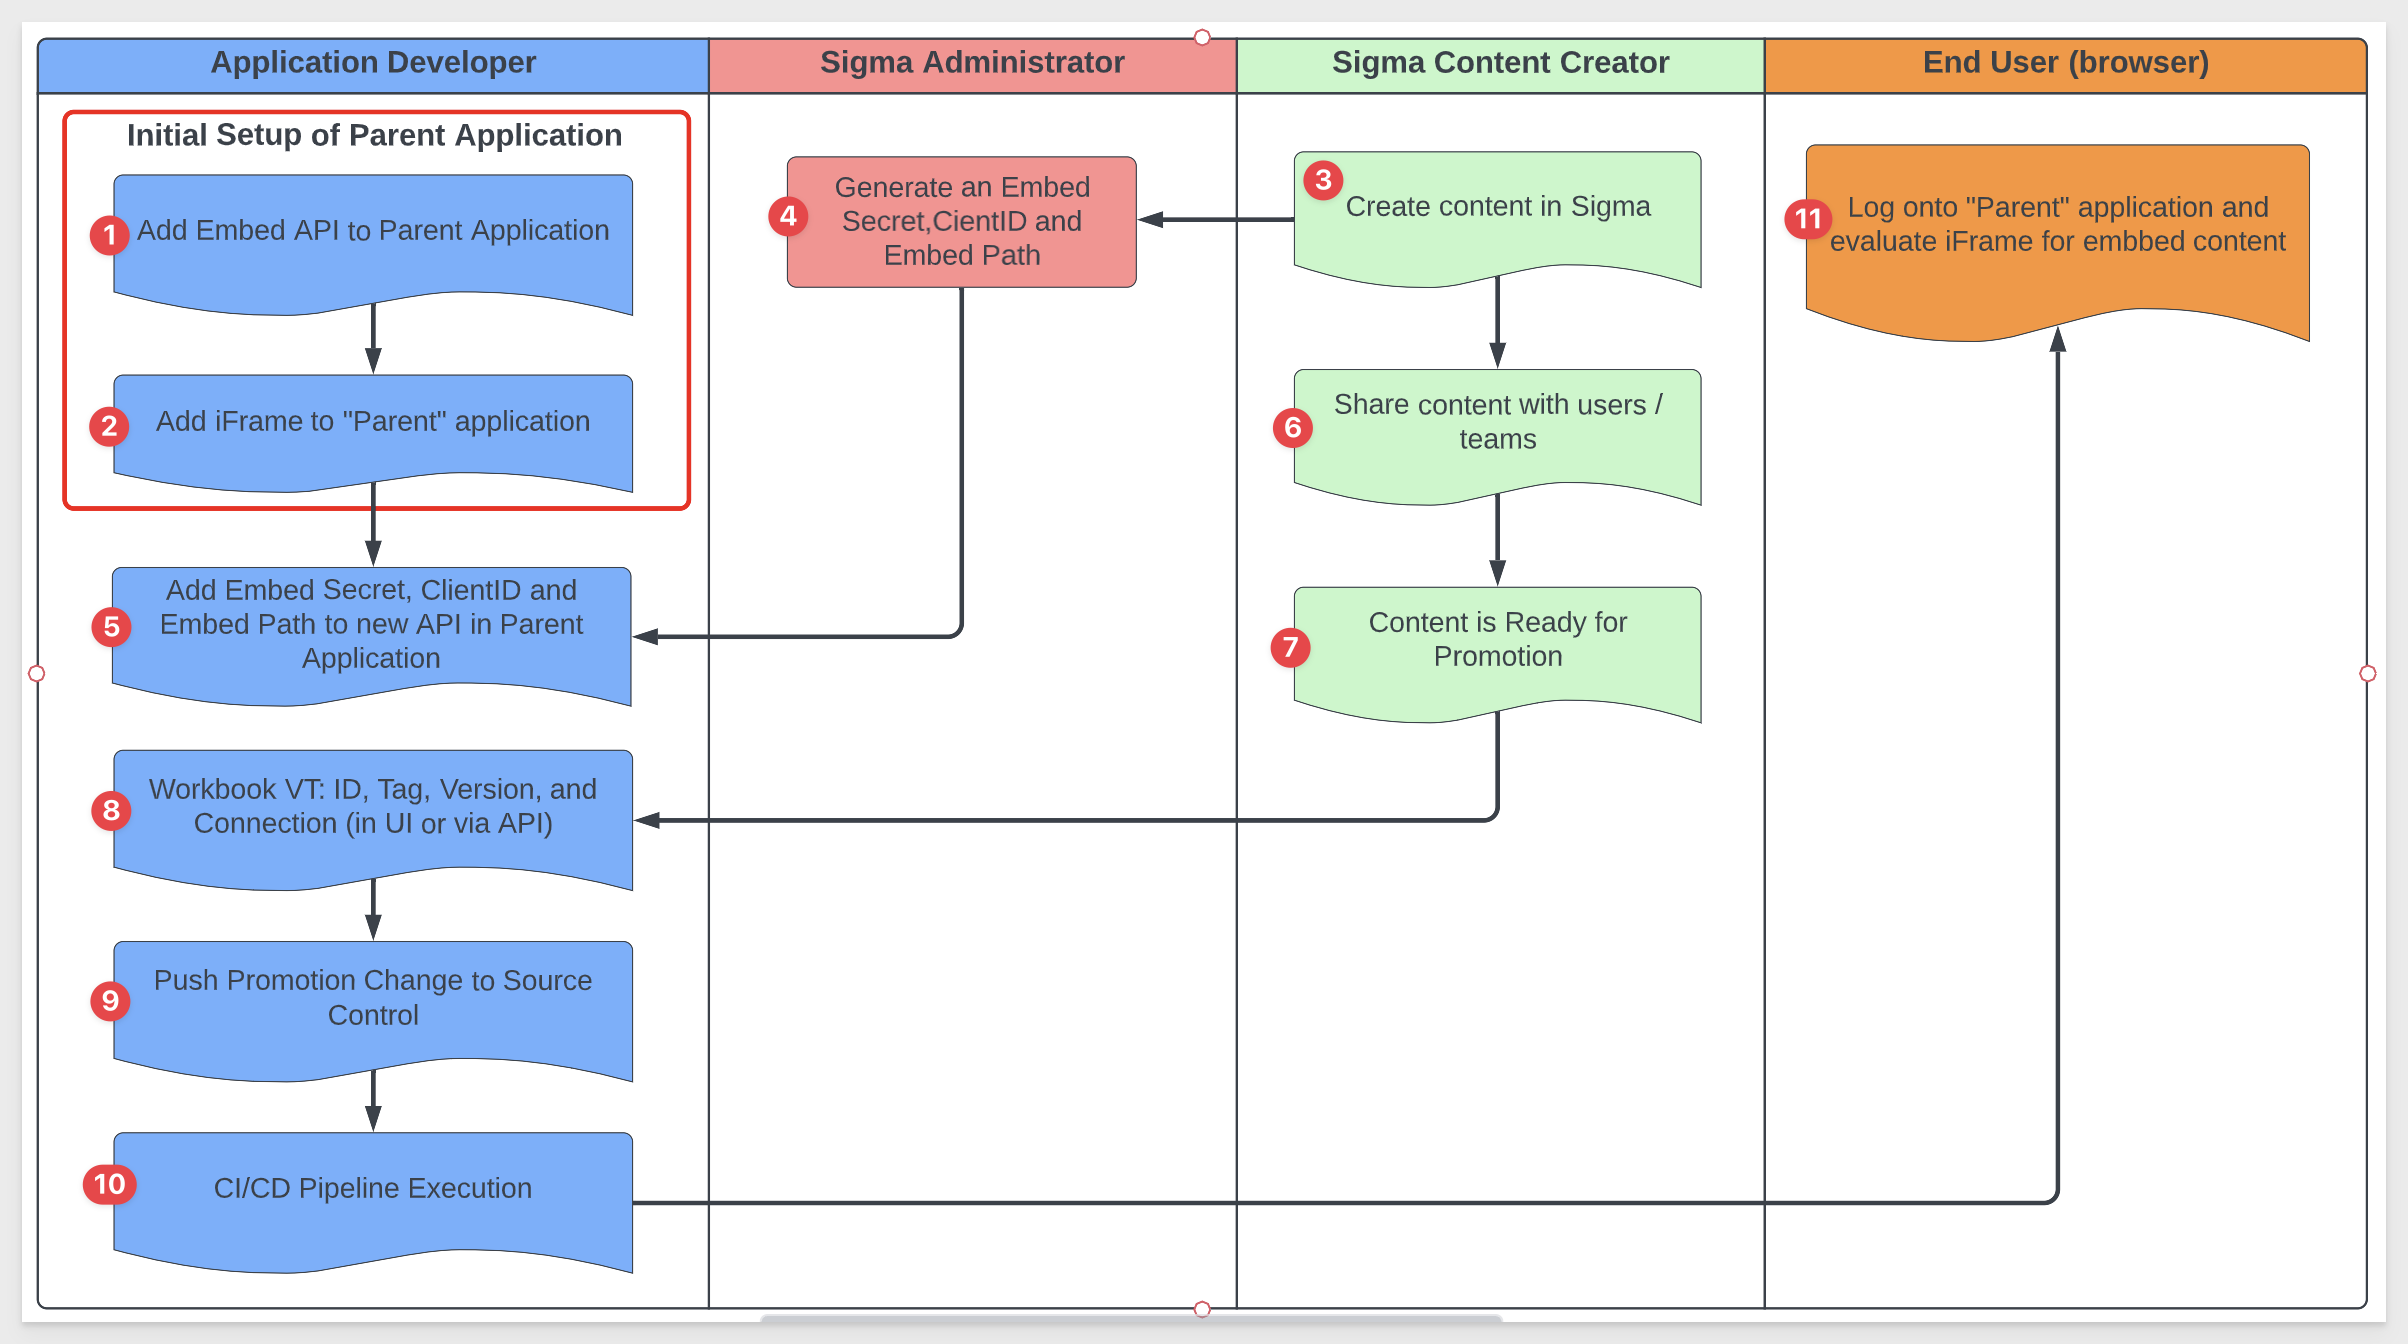 Application Developer
Sigma Administrator
Sigma Content Creator
End User (browser)
Initial Setup of Parent Application
1
Add Embed API to Parent Application
2
Add iFrame to "Parent" application
5
Add Embed Secret, ClientID and
Embed Path to new API in Parent
Application
8
Workbook VT: ID, Tag, Version, and
Connection (in UI or via API)
9
Push Promotion Change to Source
Control
10
CI/CD Pipeline Execution
4
Generate an Embed
Secret,CientID and
Embed Path
3
Create content in Sigma
6
Share content with users /
teams
7
Content is Ready for
Promotion
11
Log onto "Parent" application and
evaluate iFrame for embbed content